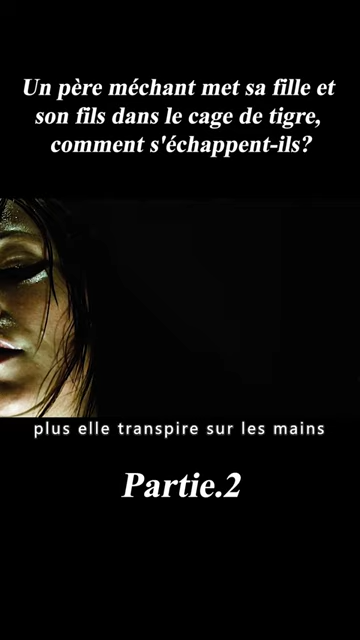 Un père méchant met sa fille et
son fils dans le cage de tigre,
comment s'échappent-ils?
plus elle transpire sur les mains
Partie.2